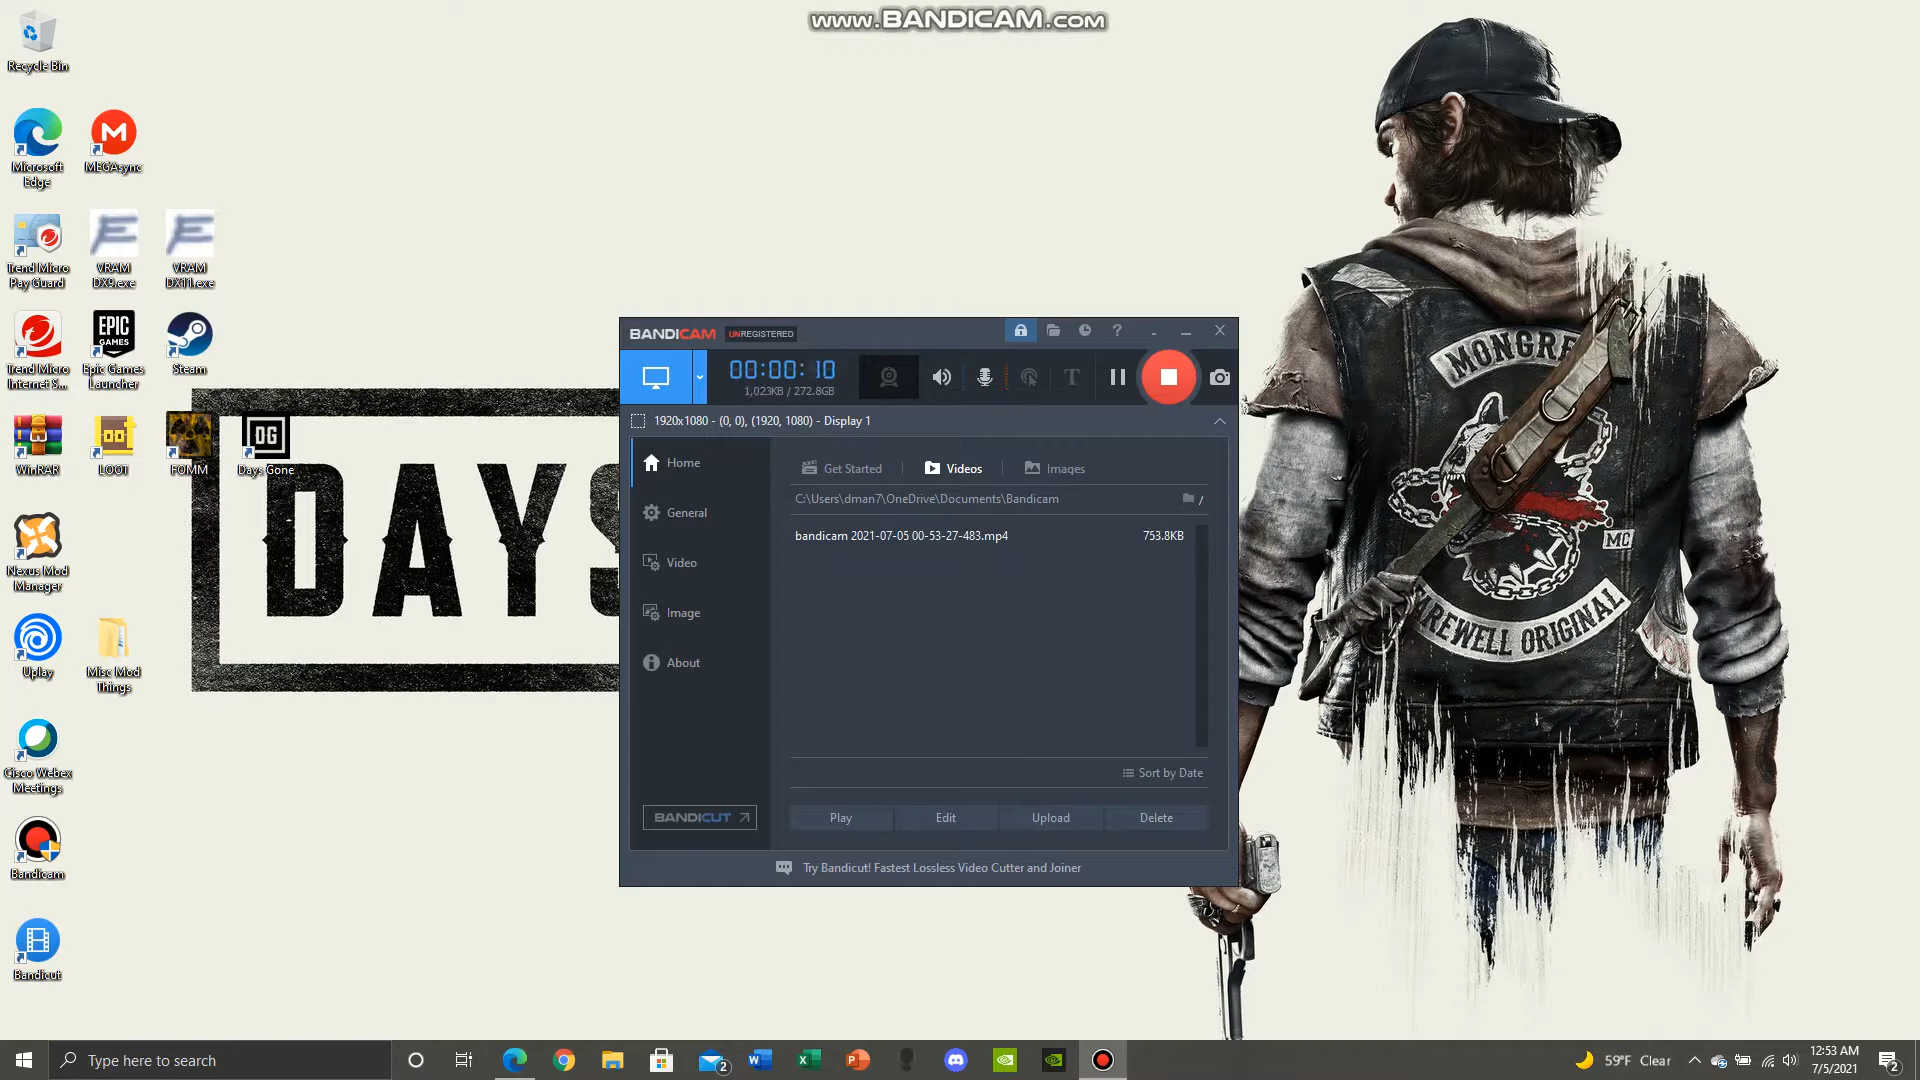 www.BANDICAM.com
Recycle Bin
Microsoft
Edge
MEGAsync
Trend Micro
Pay Guard
VRAM
DX9.exe
VRAM
DX11.exe
Trend Micro
Internet S...
EPIC
GAMES
Epic Games
Launcher
Steam
WinRAR
LOOT
FOMM
DG
Days Gone
Nexus Mod
Manager
Uplay
Misc Mod
Things
Cisco Webex
Meetings
Bandicam
Bandicut
DAYS
MONGRE
MC
FAREWELL ORIGINAL
BANDICAM UNREGISTERED
00:00:10
1,023KB / 272.8GB
1920x1080 - (0, 0), (1920, 1080) - Display 1
Home
General
Video
Image
About
BANDICUT
Get Started
Videos
Images
C:\Users\dman7\OneDrive\Documents\Bandicam
bandicam 2021-07-05 00-53-27-483.mp4 753.8KB
Sort by Date
Play Edit Upload Delete
Try Bandicut! Fastest Lossless Video Cutter and Joiner
Type here to search
2
59°F Clear
12:53 AM
7/5/2021
2